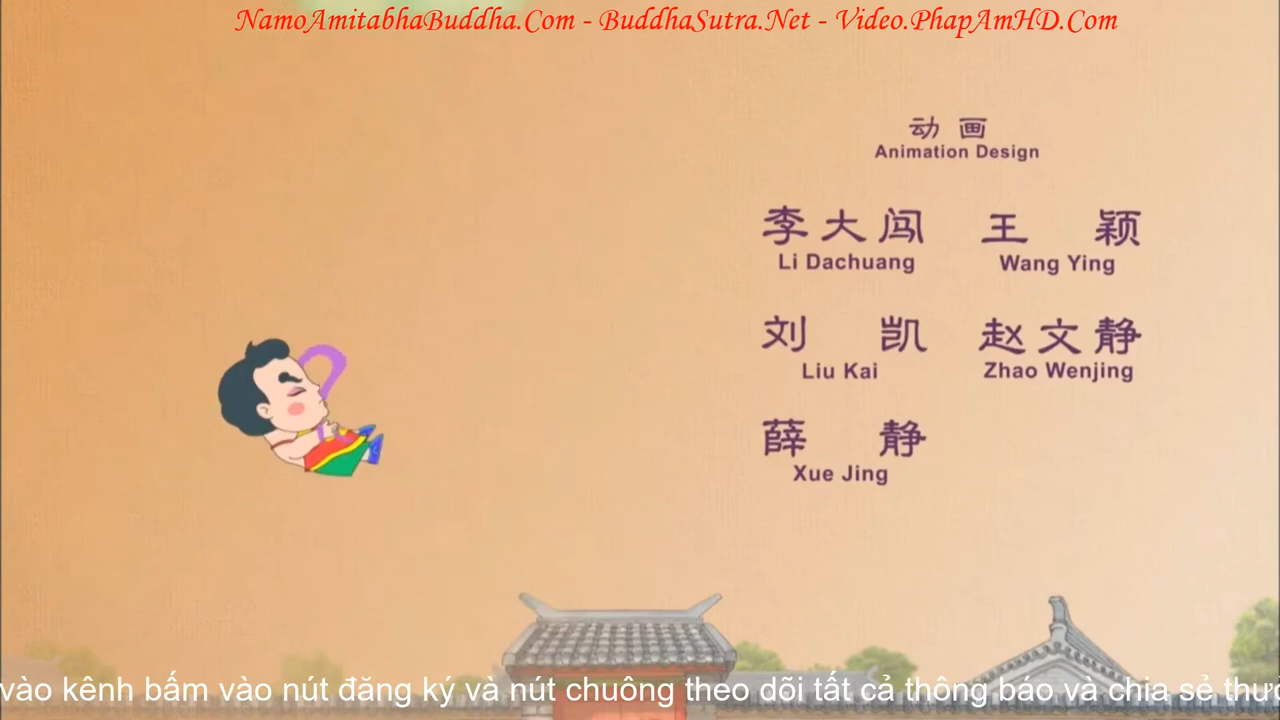 NamoAmitabhaBuddha.Com - BuddhaSutra.Net - Video.PhapAmHD.Com
动 画
Animation Design
李大闯 王 颖
Li Dachuang Wang Ying
刘 凯 赵文静
Liu Kai Zhao Wenjing
薛 静
Xue Jing
vào kênh bấm vào nút đăng ký và nút chuông theo dõi tất cả thông báo và chia sẻ